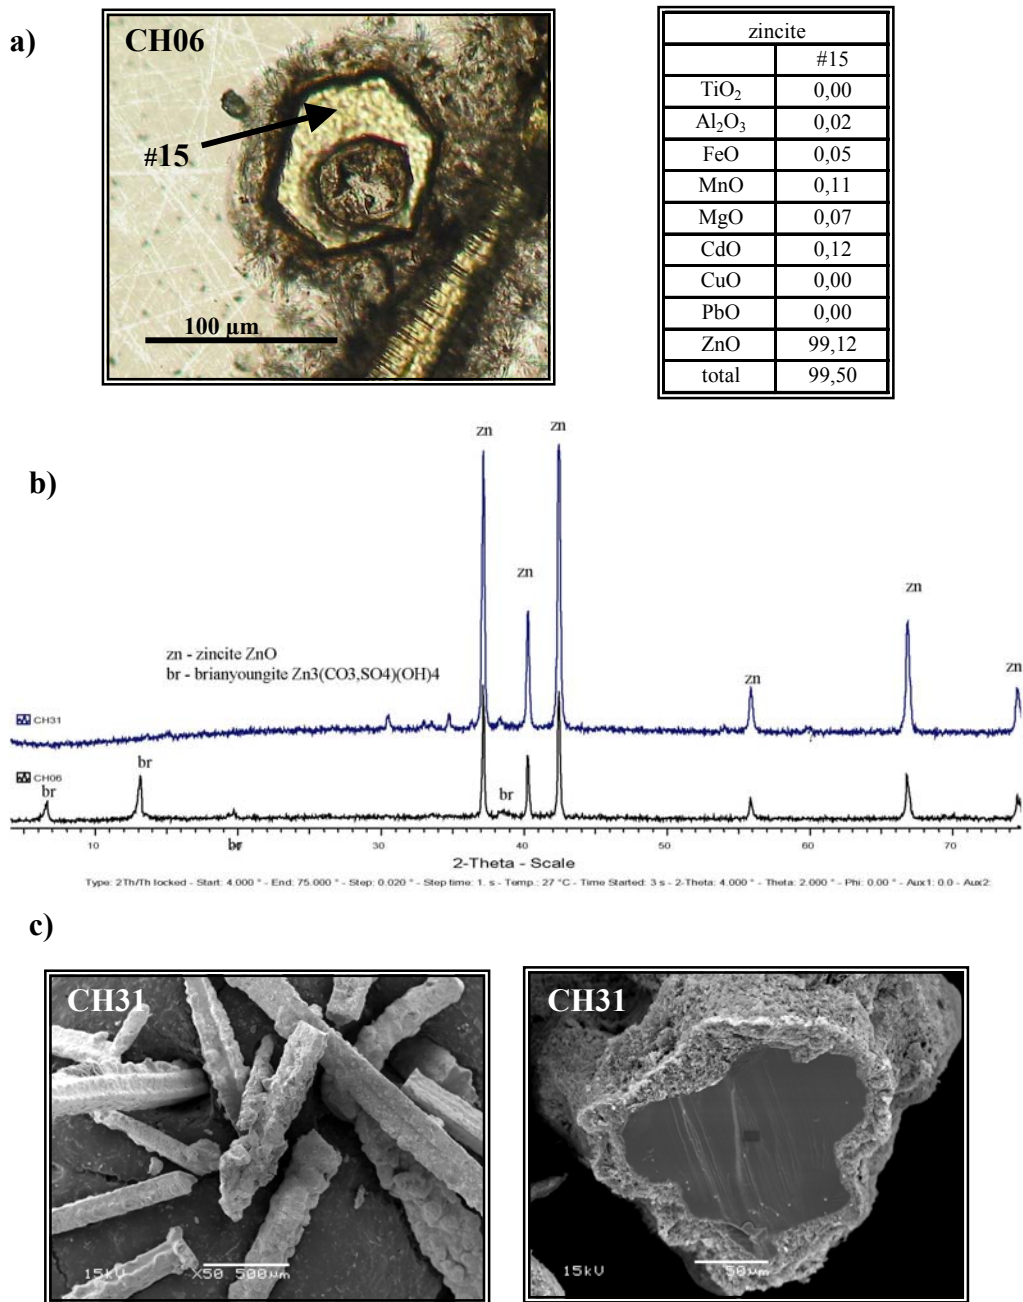 a)
CH06
#15
100 µm
zincite
#15
TiO₂ 0,00
Al₂O₃ 0,02
FeO 0,05
MnO 0,11
MgO 0,07
CdO 0,12
CuO 0,00
PbO 0,00
ZnO 99,12
total 99,50
b)
zn
zn
zn
zn
zn
zn
zn - zincite ZnO
br - brianyoungite Zn3(CO3,SO4)(OH)4
CH31
CH06
br
br
br
br
10 30 40 50 60 70
2-Theta - Scale
Type: 2Th/Th locked - Start: 4.000 ° - End: 75.000 ° - Step: 0.020 ° - Step time: 1. s - Temp.: 27 °C - Time Started: 3 s - 2-Theta: 4.000 ° - Theta: 2.000 ° - Phi: 0.00 ° - Aux1: 0.0 - Aux2:
c)
CH31
15kV X50 500µm
CH31
15kV 50µm